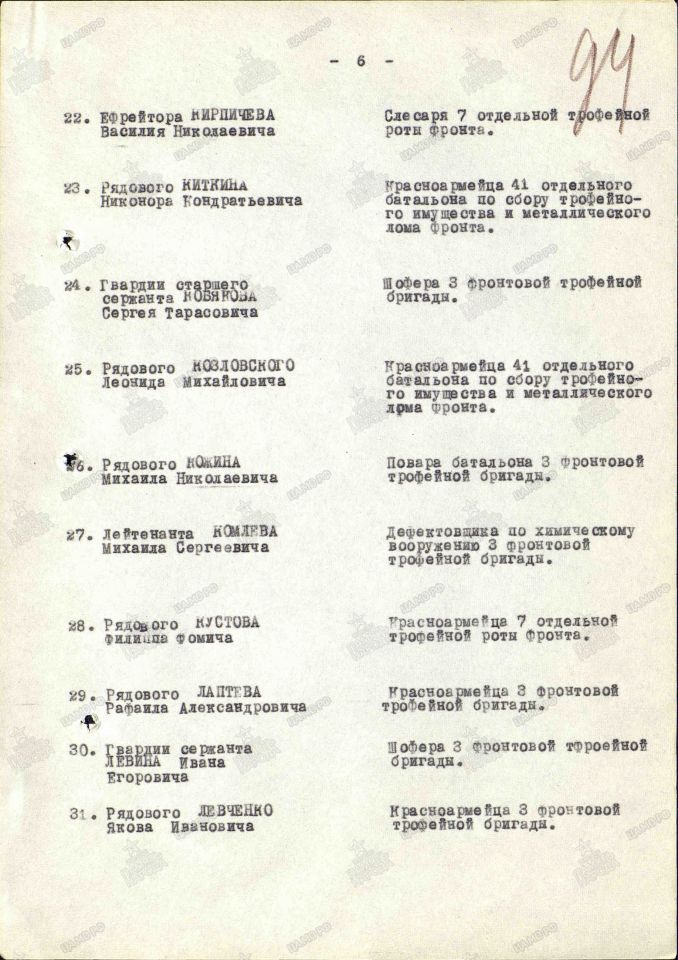 - 6 -
94
22. Ефрейтора КИРПИЧЕВА
Василия Николаевича
Слесаря 7 отдельной трофейной
роты фронта.
23. Рядового КИТКИНА
Никонора Кондратьевича
Красноармейца 41 отдельного
батальона по сбору трофейно-
го имущества и металлического
лома фронта.
24. Гвардии старшего
сержанта КОВЯКОВА
Сергея Тарасовича
Шофера 3 фронтовой трофейной
бригады.
25. Рядового КОЗЛОВСКОГО
Леонида Михайловича
Красноармейца 41 отдельного
батальона по сбору трофейно-
го имущества и металлического
лома фронта.
26. Рядового КОЖИНА
Михаила Николаевича
Повара батальона 3 фронтовой
трофейной бригады.
27. Лейтенанта КОМЛЕВА
Михаила Сергеевича
Дефектовщика по химическому
вооружению 3 фронтовой
трофейной бригады.
28. Рядового КУСТОВА
Филиппа Фомича
Красноармейца 7 отдельной
трофейной роты фронта.
29. Рядового ЛАПТЕВА
Рафаила Александровича
Красноармейца 3 фронтовой
трофейной бригады.
30. Гвардии сержанта
ЛЕВИНА Ивана
Егоровича
Шофера 3 фронтовой тфроейной
бригады.
31. Рядового ЛЕВЧЕНКО
Якова Ивановича
Красноармейца 3 фронтовой
трофейной бригады.